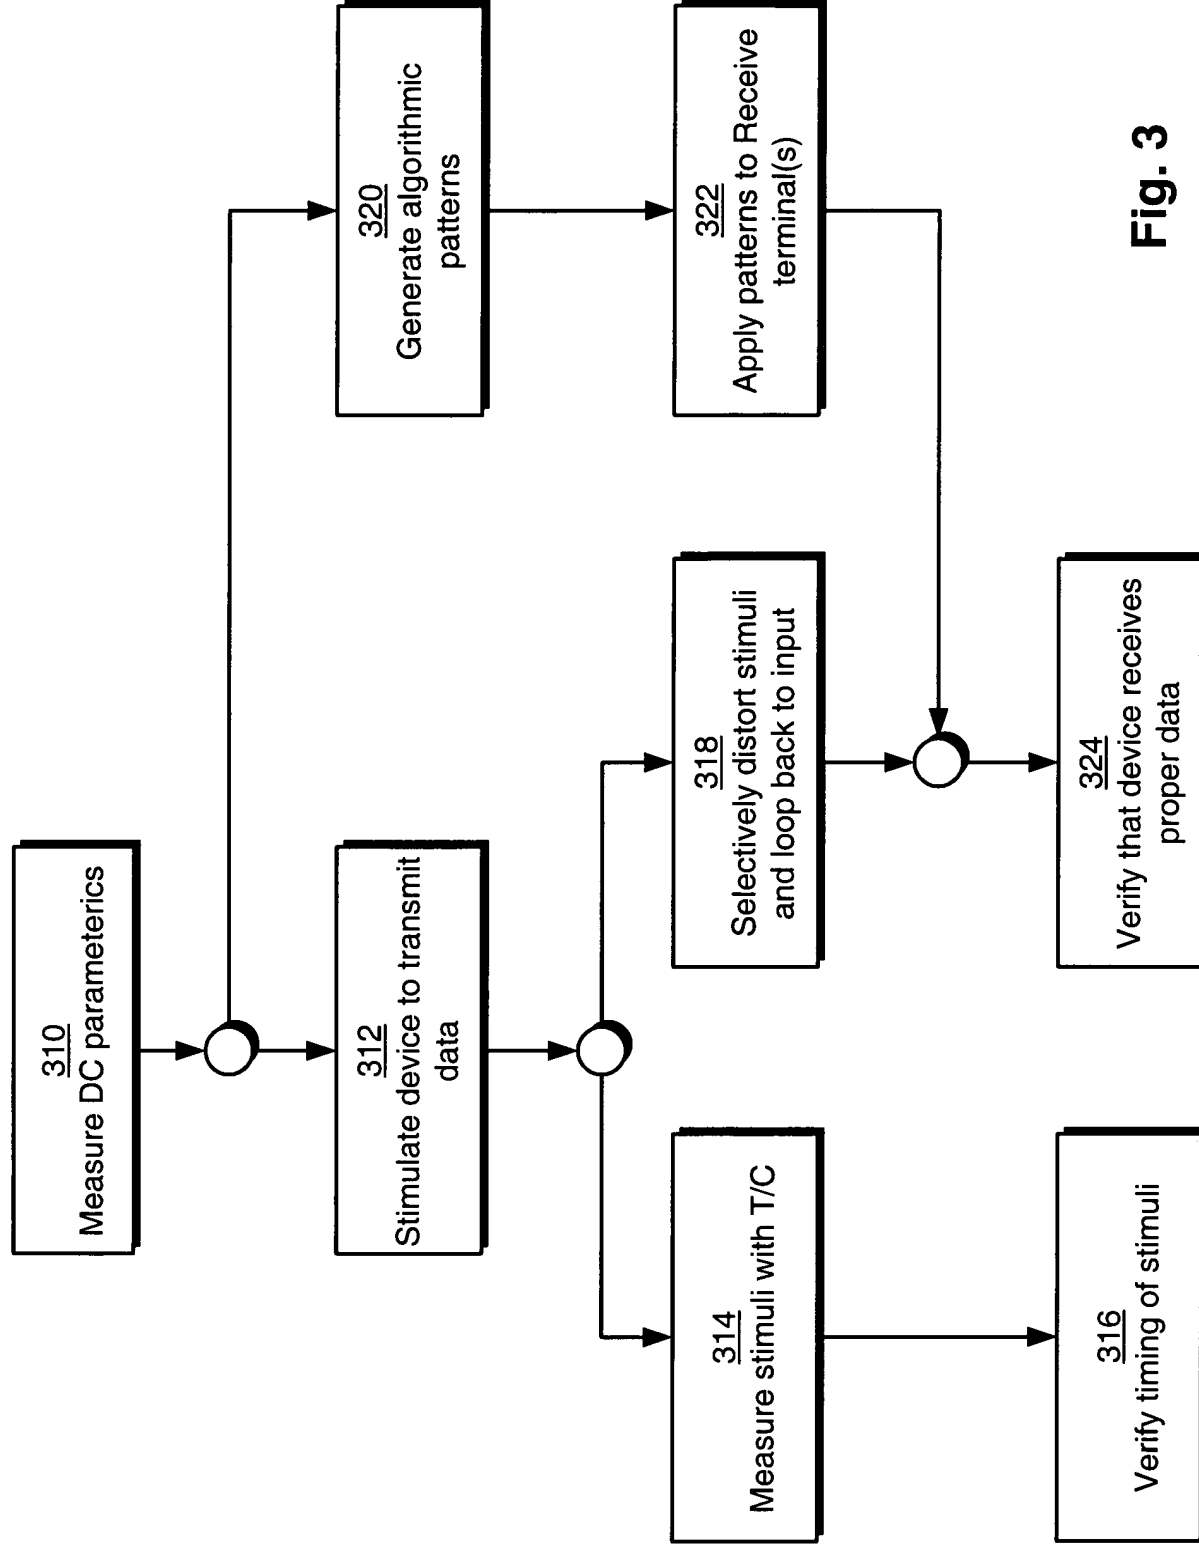 310
Measure DC parameterics
312
Stimulate device to transmit
data
314
Measure stimuli with T/C
316
Verify timing of stimuli
318
Selectively distort stimuli
and loop back to input
320
Generate algorithmic
patterns
322
Apply patterns to Receive
terminal(s)
324
Verify that device receives
proper data
Fig. 3